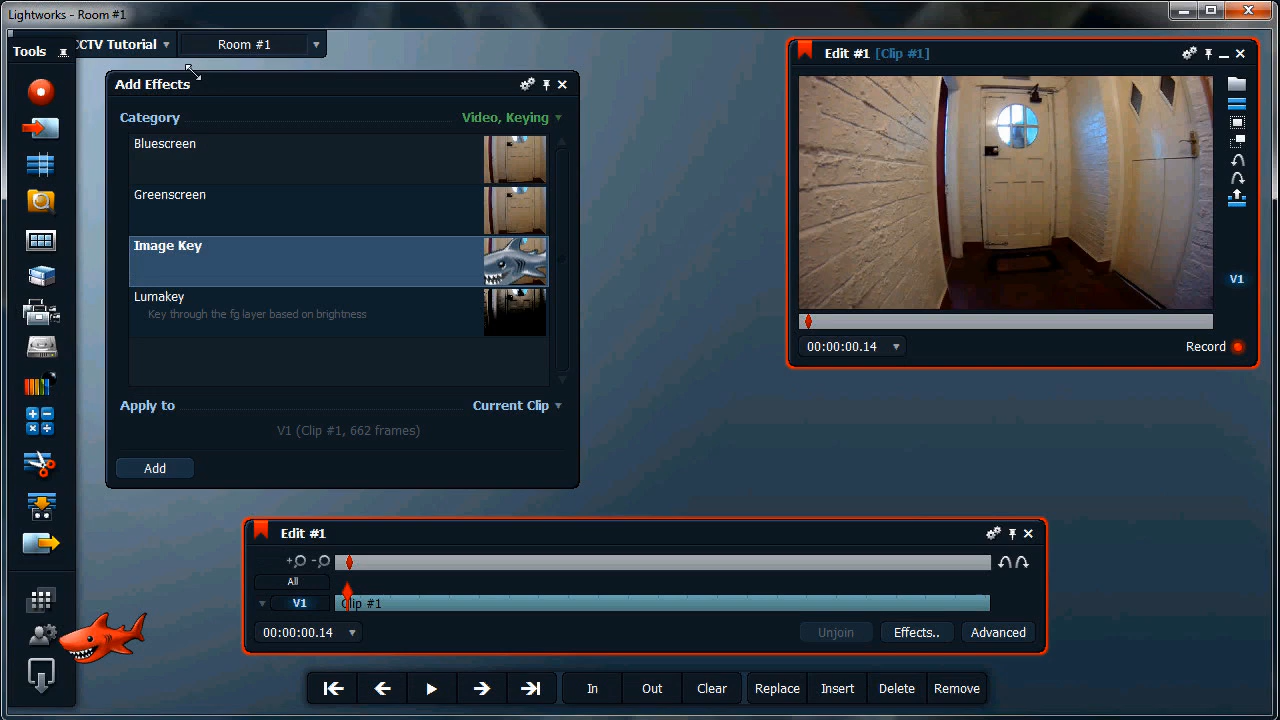 Lightworks - Room #1
Tools
CCTV Tutorial
Room #1
Add Effects
Category
Video, Keying
Bluescreen
Greenscreen
Image Key
Lumakey
Key through the fg layer based on brightness
Apply to
Current Clip
V1 (Clip #1, 662 frames)
Add
Edit #1 [Clip #1]
V1
00:00:00.14
Record
Edit #1
All
V1
Clip #1
00:00:00.14
Unjoin
Effects..
Advanced
In
Out
Clear
Replace
Insert
Delete
Remove